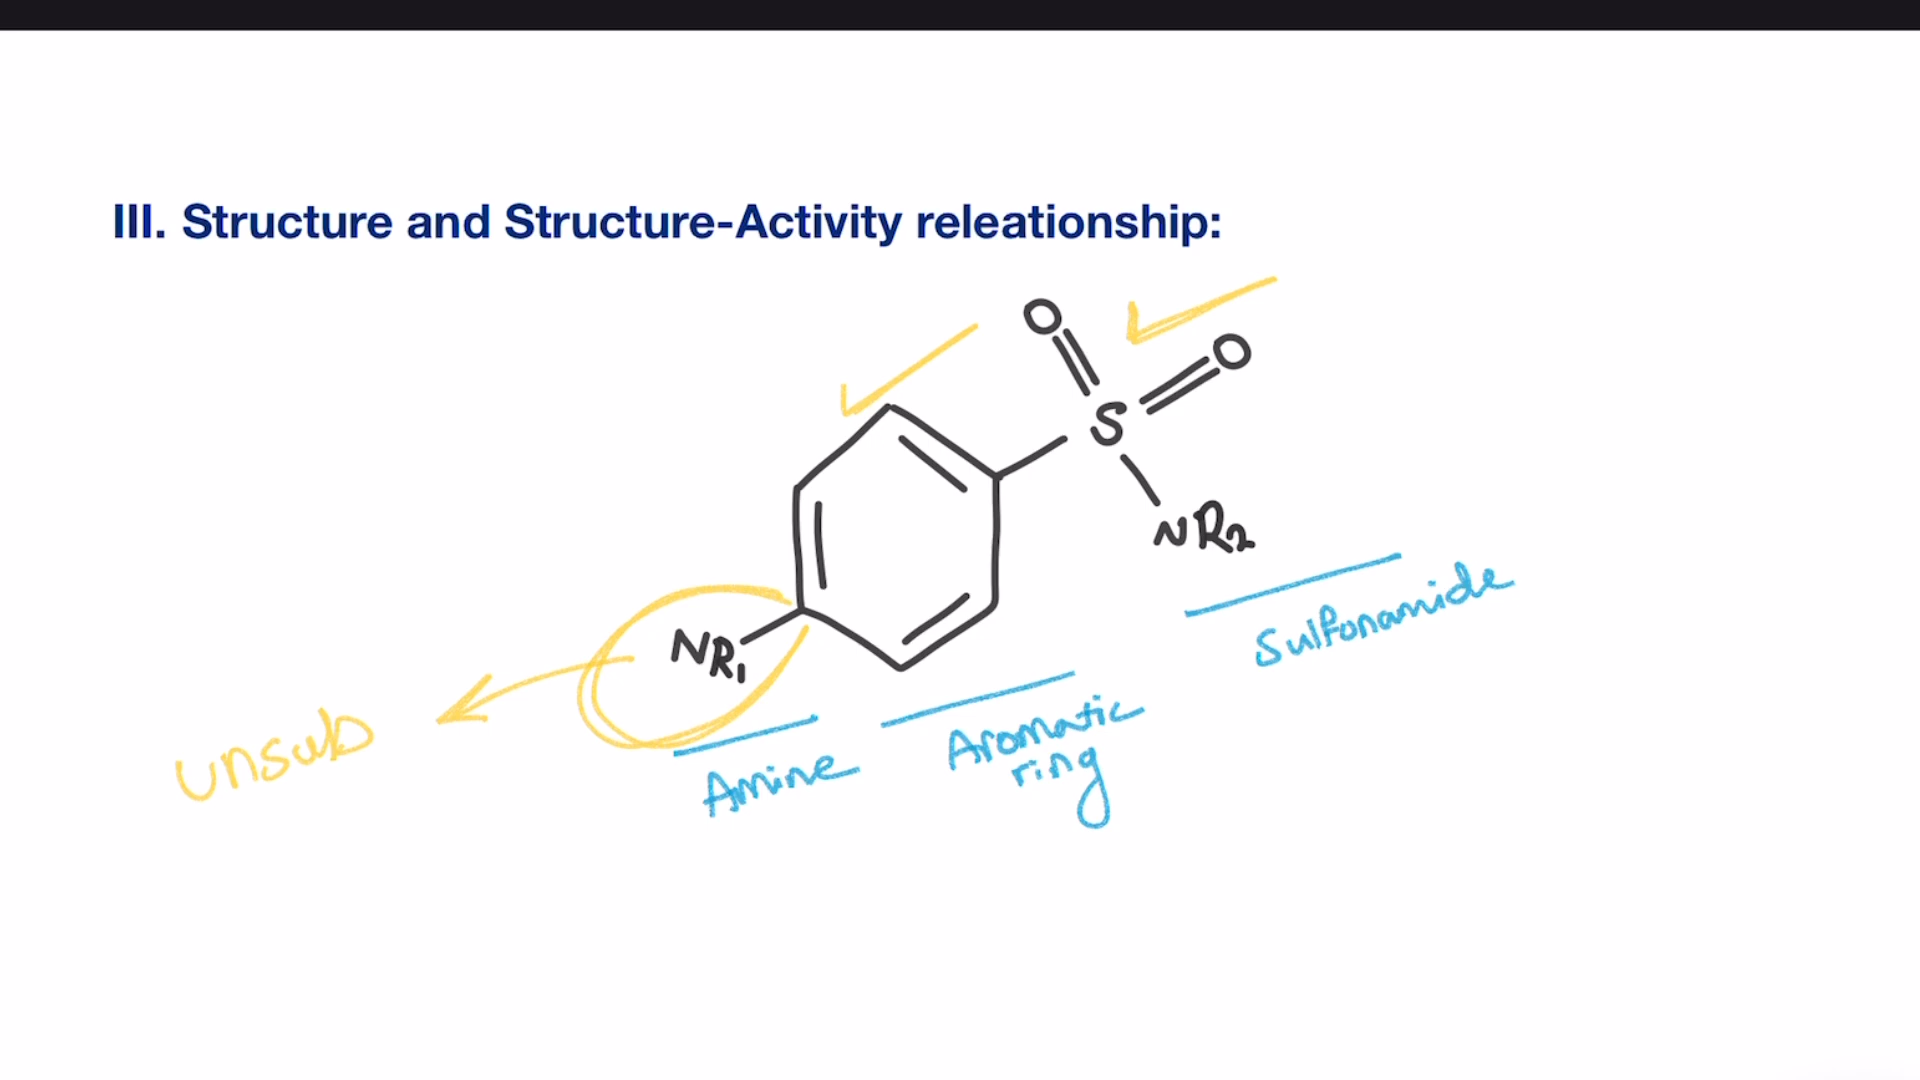 III. Structure and Structure-Activity releationship:
O
O
S
NR2
NR1
Sulfonamide
Aromatic
ring
Amine
unsub